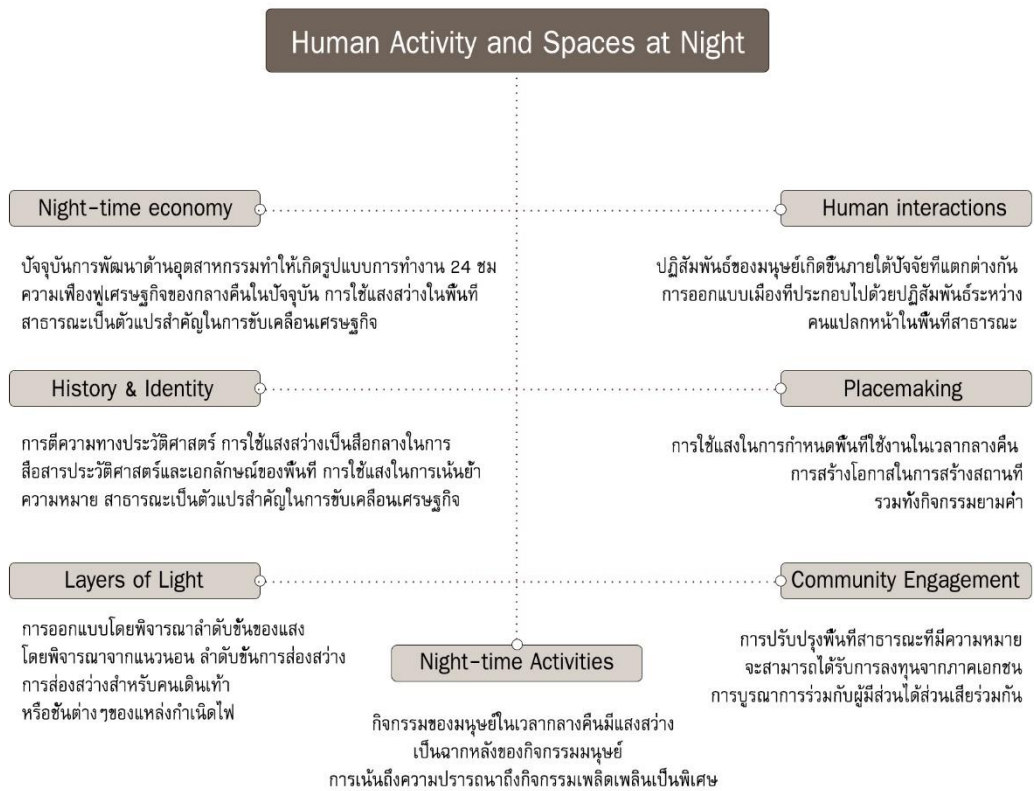 Human Activity and Spaces at Night
Night-time economy
ปัจจุบันการพัฒนาด้านอุตสาหกรรมทำให้เกิดรูปแบบการทำงาน 24 ชม
ความเฟื่องฟูเศรษฐกิจของกลางคืนในปัจจุบัน การใช้แสงสว่างในพื้นที่
สาธารณะเป็นตัวแปรสำคัญในการขับเคลื่อนเศรษฐกิจ
Human interactions
ปฏิสัมพันธ์ของมนุษย์เกิดขึ้นภายใต้ปัจจัยที่แตกต่างกัน
การออกแบบเมืองที่ประกอบไปด้วยปฏิสัมพันธ์ระหว่าง
คนแปลกหน้าในพื้นที่สาธารณะ
History & Identity
การตีความทางประวัติศาสตร์ การใช้แสงสว่างเป็นสื่อกลางในการ
สื่อสารประวัติศาสตร์และเอกลักษณ์ของพื้นที่ การใช้แสงในการเน้นย้ำ
ความหมาย สาธารณะเป็นตัวแปรสำคัญในการขับเคลื่อนเศรษฐกิจ
Placemaking
การใช้แสงในการกำหนดพื้นที่ใช้งานในเวลากลางคืน
การสร้างโอกาสในการสร้างสถานที่
รวมทั้งกิจกรรมยามค่ำ
Layers of Light
การออกแบบโดยพิจารณาลำดับขั้นของแสง
โดยพิจารณาจากแนวนอน ลำดับขั้นการส่องสว่าง
การส่องสว่างสำหรับคนเดินเท้า
หรือชั้นต่างๆของแหล่งกำเนิดไฟ
Community Engagement
การปรับปรุงพื้นที่สาธารณะที่มีความหมาย
จะสามารถได้รับการลงทุนจากภาคเอกชน
การบูรณาการร่วมกับผู้มีส่วนได้ส่วนเสียร่วมกัน
Night-time Activities
กิจกรรมของมนุษย์ในเวลากลางคืนมีแสงสว่าง
เป็นฉากหลังของกิจกรรมมนุษย์
การเน้นถึงความปรารถนาถึงกิจกรรมเพลิดเพลินเป็นพิเศษ